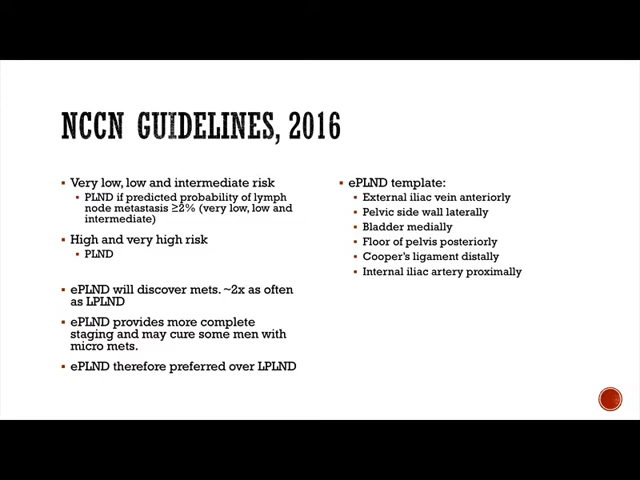 NCCN GUIDELINES, 2016
Very low, low and intermediate risk
PLND if predicted probability of lymph
node metastasis ≥2% (very low, low and
intermediate)
High and very high risk
PLND
ePLND will discover mets. ~2x as often
as LPLND
ePLND provides more complete
staging and may cure some men with
micro mets.
ePLND therefore preferred over LPLND
ePLND template:
External iliac vein anteriorly
Pelvic side wall laterally
Bladder medially
Floor of pelvis posteriorly
Cooper's ligament distally
Internal iliac artery proximally